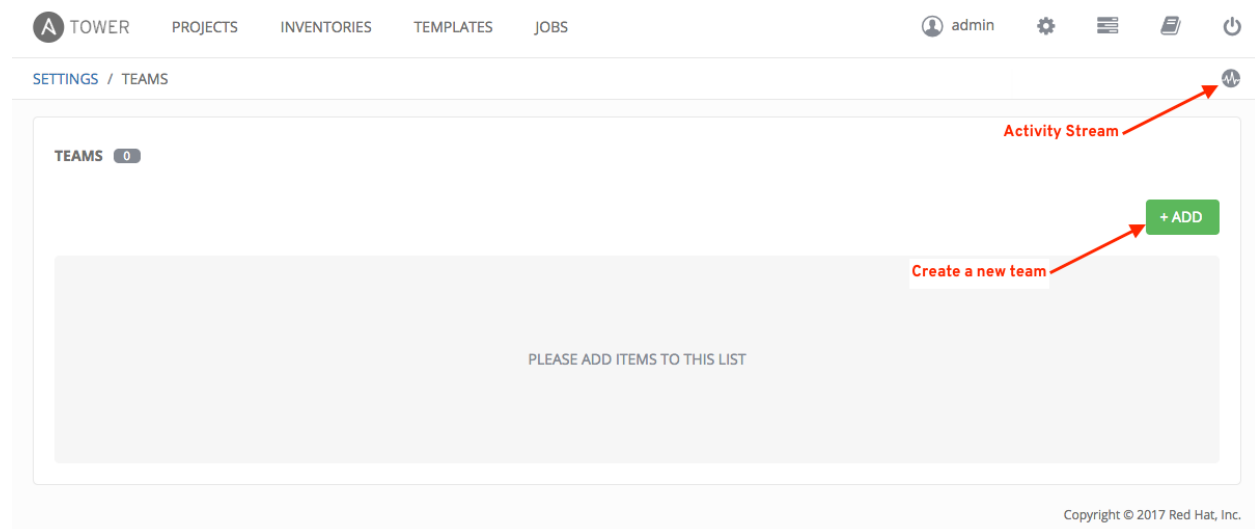 TOWER PROJECTS INVENTORIES TEMPLATES JOBS admin
SETTINGS / TEAMS
Activity Stream
TEAMS 0
+ ADD
Create a new team
PLEASE ADD ITEMS TO THIS LIST
Copyright © 2017 Red Hat, Inc.